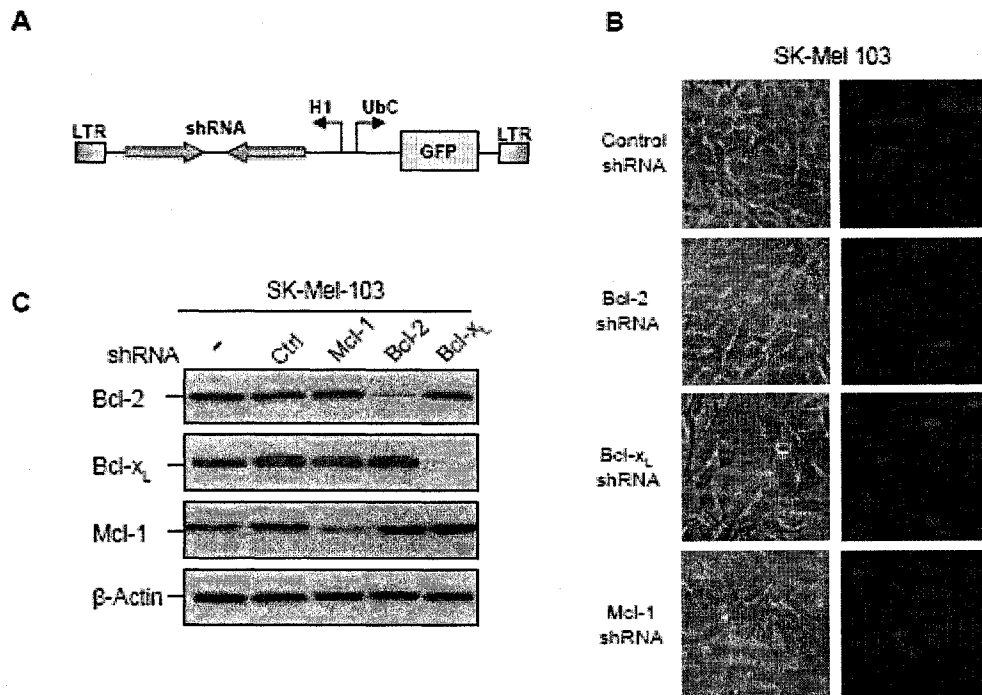 A
LTR
shRNA
H1
UbC
GFP
LTR
B
SK-Mel 103
Control
shRNA
Bcl-2
shRNA
Bcl-xL
shRNA
Mcl-1
shRNA
C
SK-Mel-103
shRNA - Ctrl Mcl-1 Bcl-2 Bcl-xL
Bcl-2
Bcl-xL
Mcl-1
β-Actin